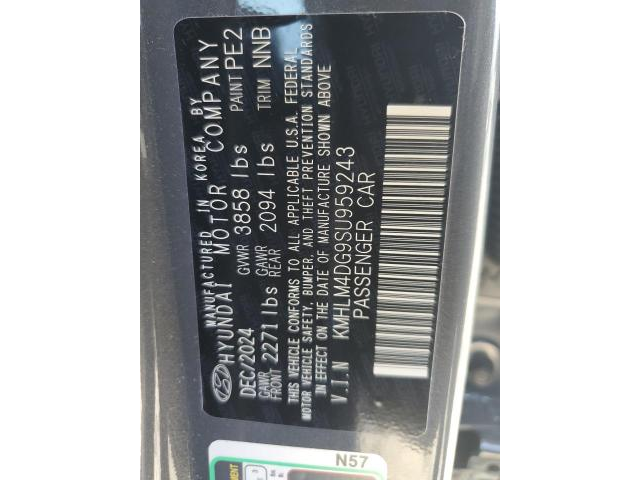 MANUFACTURED IN KOREA BY
HYUNDAI MOTOR COMPANY
DEC/2024 GVWR 3858 lbs PAINT PE2
GAWR FRONT 2271 lbs GAWR REAR 2094 lbs TRIM NNB
THIS VEHICLE CONFORMS TO ALL APPLICABLE U.S.A. FEDERAL
MOTOR VEHICLE SAFETY, BUMPER, AND THEFT PREVENTION STANDARDS
IN EFFECT ON THE DATE OF MANUFACTURE SHOWN ABOVE
V.I.N KMHLM4DG9SU959243
PASSENGER CAR
N57